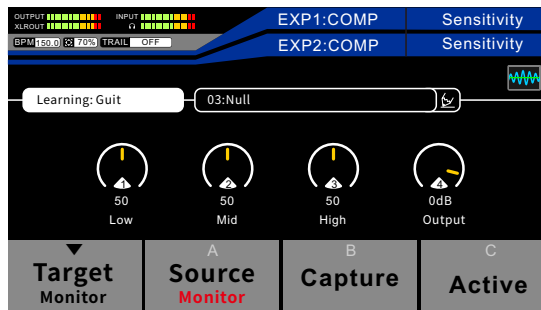 OUTPUT INPUT
XLROUT
BPM 150.0 70% TRAIL OFF
EXP1:COMP Sensitivity
EXP2:COMP Sensitivity
Learning: Guit 03:Null
1 2 3 4
50 50 50 0dB
Low Mid High Output
A B C
Target Source Capture Active
Monitor Monitor